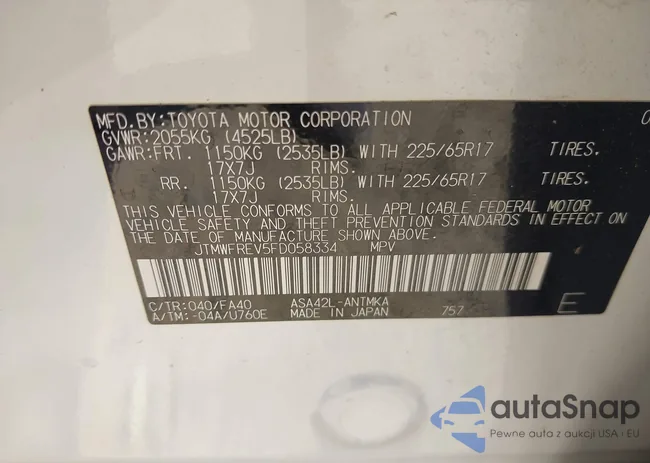 MFD.BY:TOYOTA MOTOR CORPORATION
GVWR:2055KG (4525LB)
GAWR:FRT. 1150KG (2535LB) WITH 225/65R17 TIRES.
17X7J RIMS.
RR. 1150KG (2535LB) WITH 225/65R17 TIRES.
17X7J RIMS.
THIS VEHICLE CONFORMS TO ALL APPLICABLE FEDERAL MOTOR
VEHICLE SAFETY AND THEFT PREVENTION STANDARDS IN EFFECT ON
THE DATE OF MANUFACTURE SHOWN ABOVE.
JTMWFREV5FD058334 MPV
C/TR:040/FA40 ASA42L-ANTMKA
A/TM:-04A/U760E MADE IN JAPAN 757 E
autaSnap
Pewne auta z aukcji USA i EU